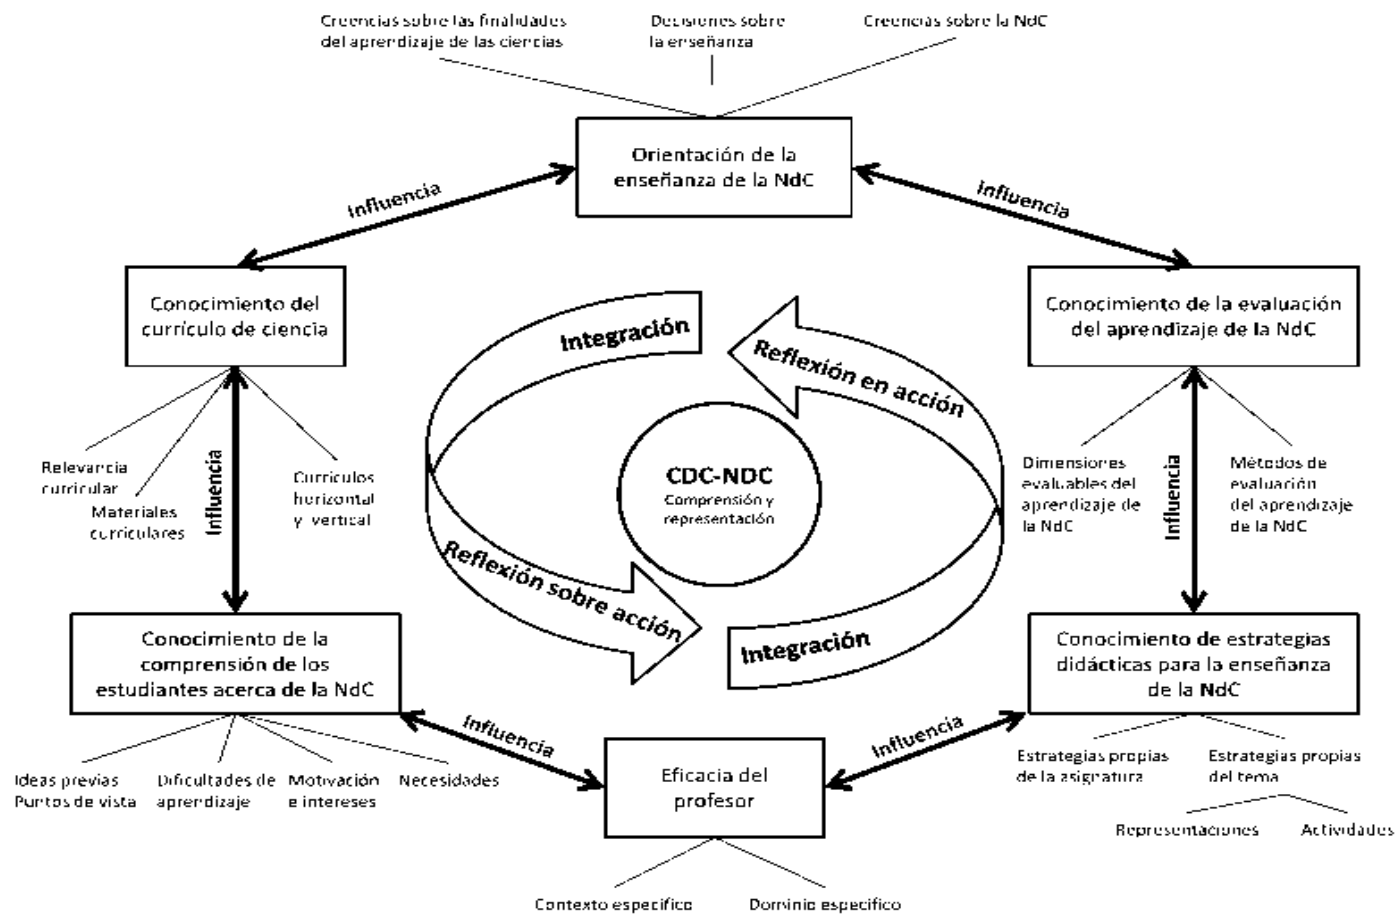 Creencias sobre las finalidades
del aprendizaje de las ciencias
Decisiones sobre
la enseñanza
Creencias sobre la NdC
Orientación de la
enseñanza de la NdC
Influencia
Influencia
Conocimiento del
currículo de ciencia
Conocimiento de la evaluación
del aprendizaje de la NdC
Integración
Reflexión en acción
CDC-NDC
Comprensión y
representación
Reflexión sobre acción
Integración
Relevancia
curricular
Materiales
curriculares
Influencia
Currículos
horizontal
y vertical
Dimensiones
evaluables del
aprendizaje de
la NdC
Influencia
Métodos de
evaluación
del aprendizaje
de la NdC
Conocimiento de la
comprensión de los
estudiantes acerca de la NdC
Conocimiento de estrategias
didácticas para la enseñanza
de la NdC
Influencia
Influencia
Ideas previas
Puntos de vista
Dificultades de
aprendizaje
Motivación
e intereses
Necesidades
Eficacia del
profesor
Estrategias propias
de la asignatura
Estrategias propias
del tema
Representaciones
Actividades
Contexto especifico
Dominio especifico